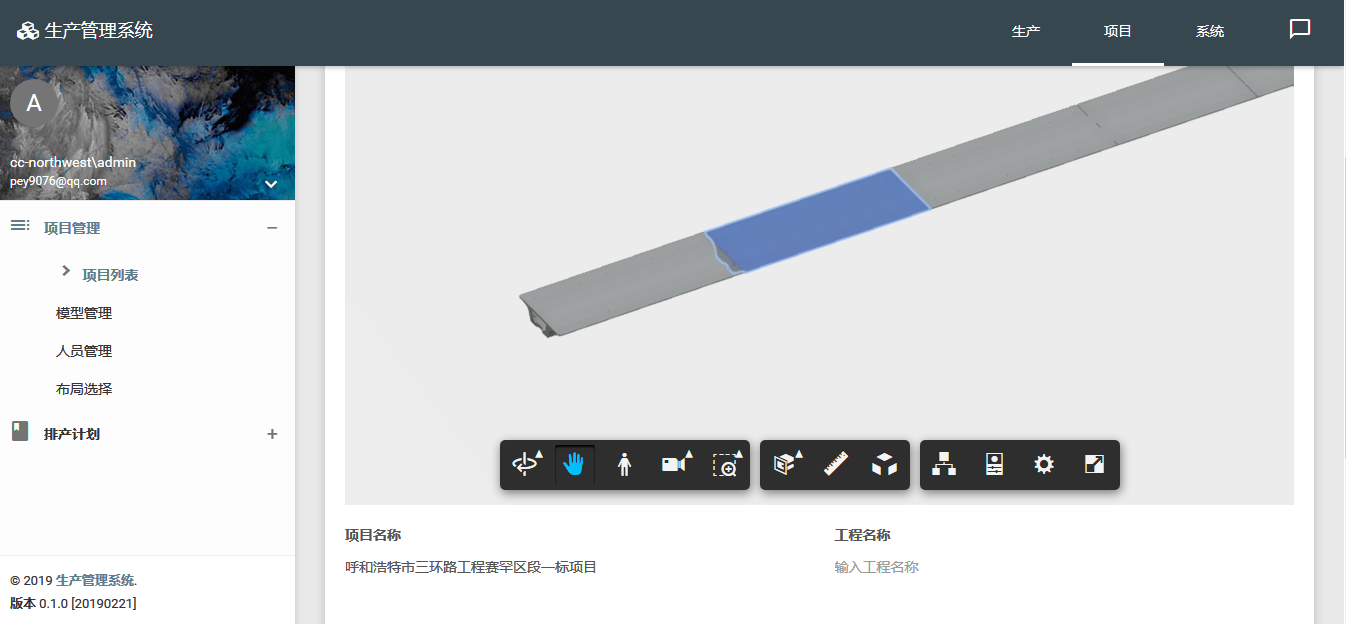 生产管理系统
生产
项目
系统
A
cc-northwest\admin
pey9076@qq.com
项目管理
项目列表
模型管理
人员管理
布局选择
排产计划
© 2019 生产管理系统.
版本 0.1.0 [20190221]
项目名称
工程名称
呼和浩特市三环路工程赛罕区段一标项目
输入工程名称